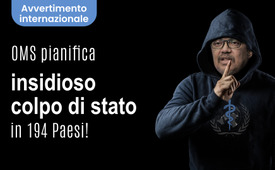 Avvertimento
internazionale
OMS pianifica
insidioso
colpo di stato
in 194 Paesi!